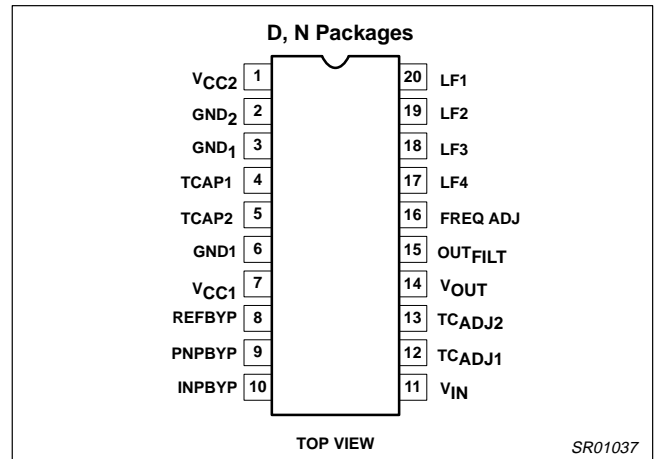 D, N Packages
VCC2 1 20 LF1
GND2 2 19 LF2
GND1 3 18 LF3
TCAP1 4 17 LF4
TCAP2 5 16 FREQ ADJ
GND1 6 15 OUTFILT
VCC1 7 14 VOUT
REFBYP 8 13 TCADJ2
PNPBYP 9 12 TCADJ1
INPBYP 10 11 VIN
TOP VIEW
SR01037